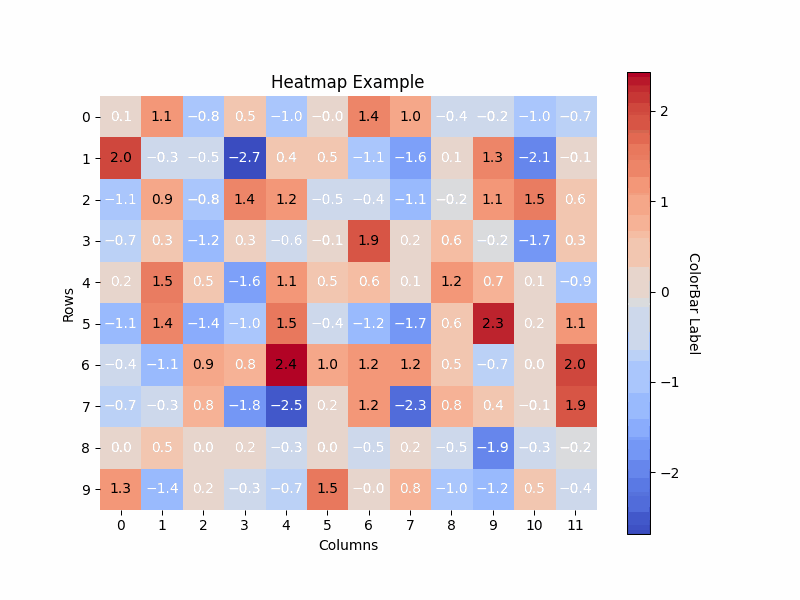 Heatmap Example
0 0.1 1.1 −0.8 0.5 −1.0 −0.0 1.4 1.0 −0.4 −0.2 −1.0 −0.7
1 2.0 −0.3 −0.5 −2.7 0.4 0.5 −1.1 −1.6 0.1 1.3 −2.1 −0.1
2 −1.1 0.9 −0.8 1.4 1.2 −0.5 −0.4 −1.1 −0.2 1.1 1.5 0.6
3 −0.7 0.3 −1.2 0.3 −0.6 −0.1 1.9 0.2 0.6 −0.2 −1.7 0.3
4 0.2 1.5 0.5 −1.6 1.1 0.5 0.6 0.1 1.2 0.7 0.1 −0.9
5 −1.1 1.4 −1.4 −1.0 1.5 −0.4 −1.2 −1.7 0.6 2.3 0.2 1.1
6 −0.4 −1.1 0.9 0.8 2.4 1.0 1.2 1.2 0.5 −0.7 0.0 2.0
7 −0.7 −0.3 0.8 −1.8 −2.5 0.2 1.2 −2.3 0.8 0.4 −0.1 1.9
8 0.0 0.5 0.0 0.2 −0.3 0.0 −0.5 0.2 −0.5 −1.9 −0.3 −0.2
9 1.3 −1.4 0.2 −0.3 −0.7 1.5 −0.0 0.8 −1.0 −1.2 0.5 −0.4
0 1 2 3 4 5 6 7 8 9 10 11
Columns
Rows
2
1
0
−1
−2
ColorBar Label